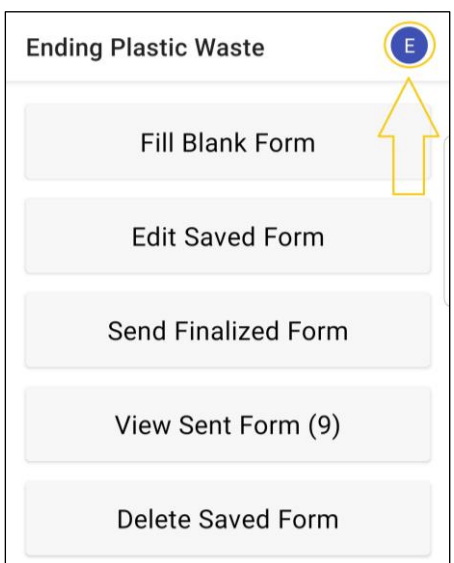 Ending Plastic Waste
E
Fill Blank Form
Edit Saved Form
Send Finalized Form
View Sent Form (9)
Delete Saved Form